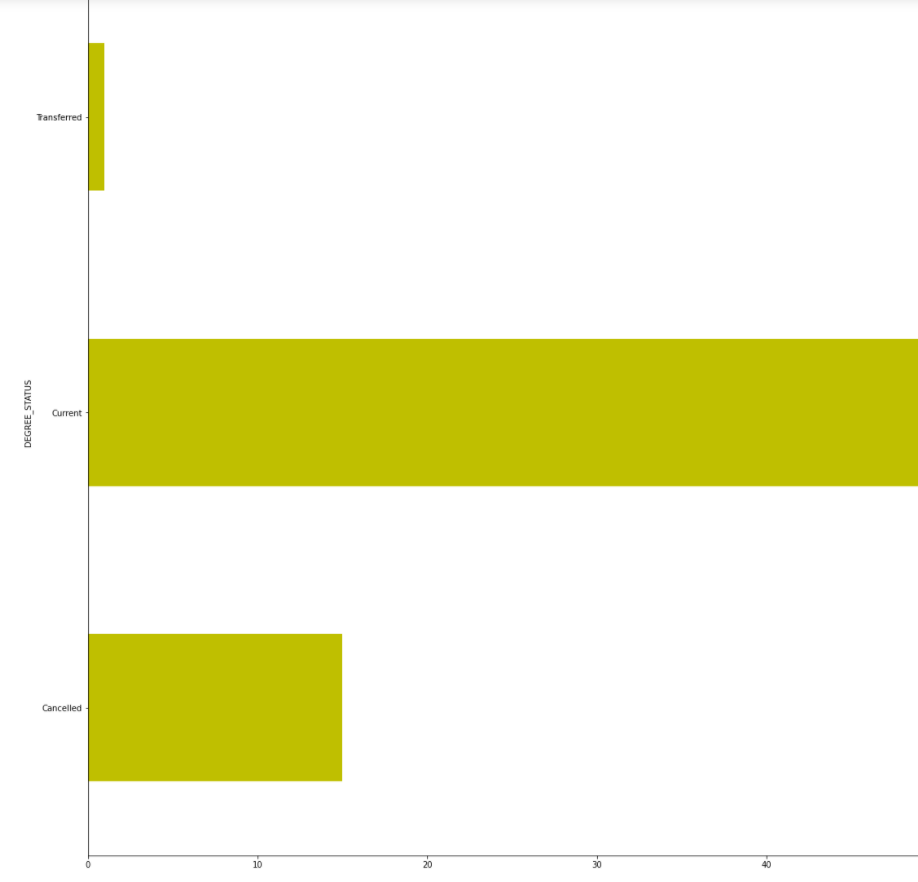 Transferred
DEGREE_STATUS
Current
Cancelled
0 10 20 30 40